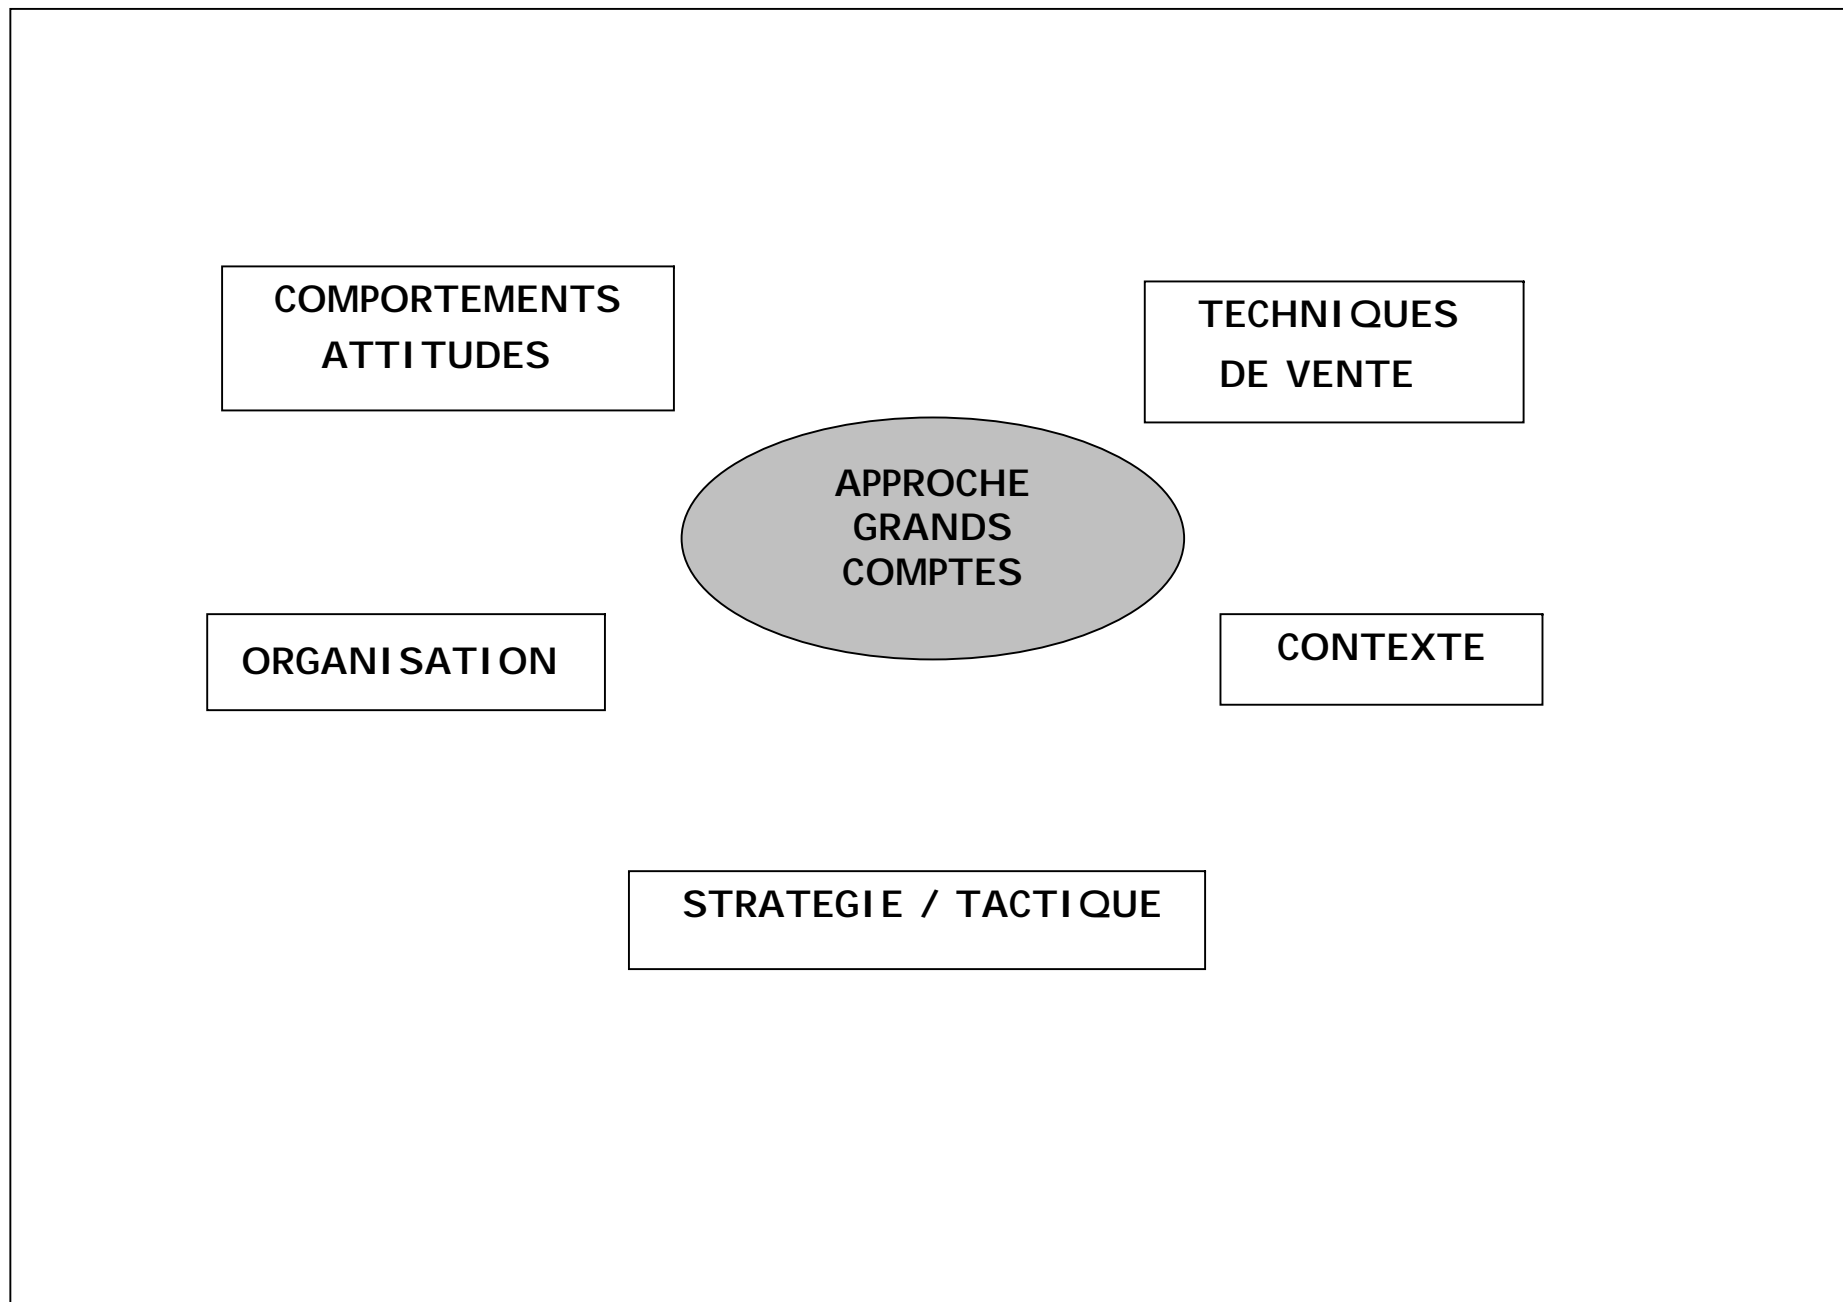 COMPORTEMENTS
ATTITUDES
TECHNIQUES
DE VENTE
APPROCHE
GRANDS
COMPTES
ORGANISATION
CONTEXTE
STRATEGIE / TACTIQUE